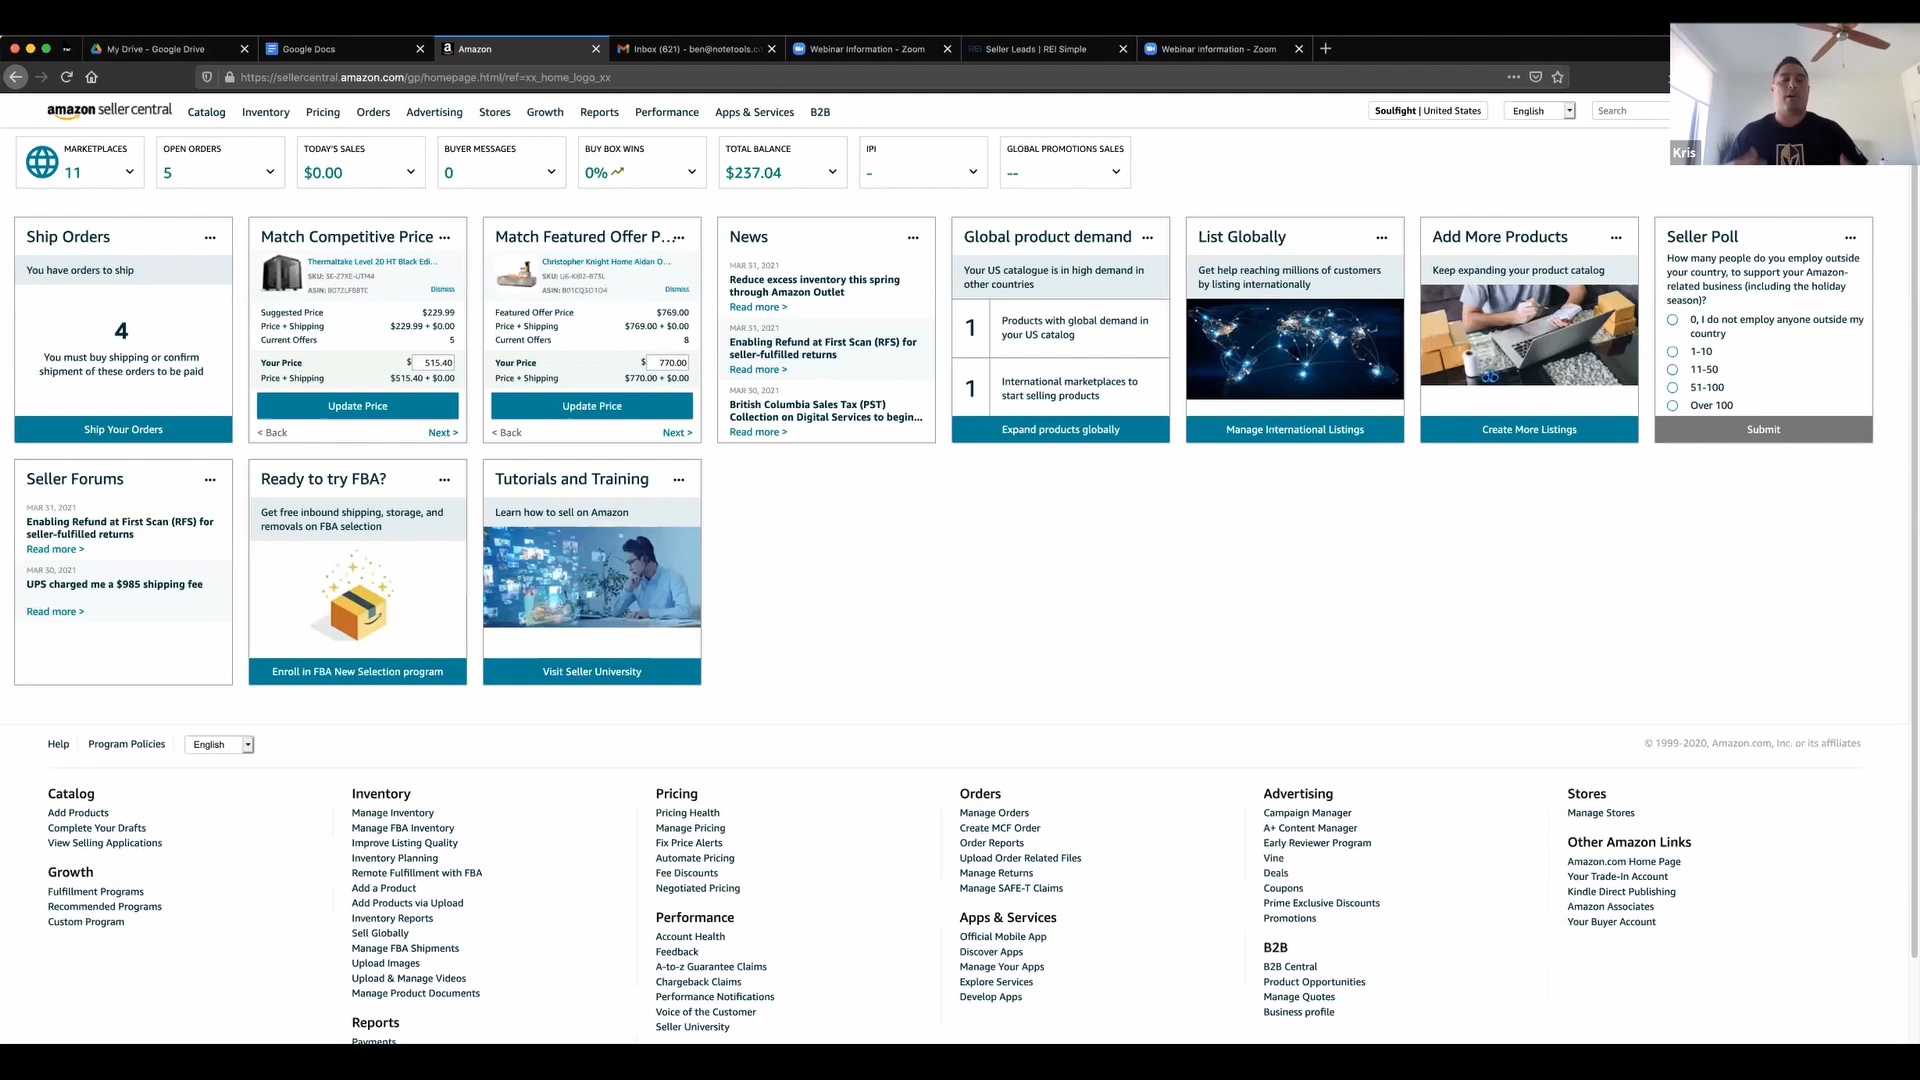 My Drive - Google Drive
Google Docs
Amazon
Inbox (621) - ben@notetools.c
Webinar Information - Zoom
REI Seller Leads | REI Simple
Webinar Information - Zoom
https://sellercentral.amazon.com/gp/homepage.html/ref=xx_home_logo_xx
Kris
amazon seller central
Catalog
Inventory
Pricing
Orders
Advertising
Stores
Growth
Reports
Performance
Apps & Services
B2B
Soulfight | United States
English
Search
MARKETPLACES
11
OPEN ORDERS
5
TODAY'S SALES
$0.00
BUYER MESSAGES
0
BUY BOX WINS
0%
TOTAL BALANCE
$237.04
IPI
-
GLOBAL PROMOTIONS SALES
--
Ship Orders
You have orders to ship
4
You must buy shipping or confirm
shipment of these orders to be paid
Ship Your Orders
Match Competitive Price
Thermaltake Level 20 HT Black Edi...
SKU: 3E-Z7XE-UTM4
ASIN: B07ZLFB8TC
Dismiss
Suggested Price $229.99
Price + Shipping $229.99 + $0.00
Current Offers 5
Your Price $ 515.40
Price + Shipping $515.40 + $0.00
Update Price
< Back Next >
Match Featured Offer P...
Christopher Knight Home Aidan O...
SKU: U6-K8I2-B73L
ASIN: B01CQ3O1O4
Dismiss
Featured Offer Price $769.00
Price + Shipping $769.00 + $0.00
Current Offers 8
Your Price $ 770.00
Price + Shipping $770.00 + $0.00
Update Price
< Back Next >
News
MAR 31, 2021
Reduce excess inventory this spring
through Amazon Outlet
Read more >
MAR 31, 2021
Enabling Refund at First Scan (RFS) for
seller-fulfilled returns
Read more >
MAR 30, 2021
British Columbia Sales Tax (PST)
Collection on Digital Services to begin...
Read more >
Global product demand
Your US catalogue is in high demand in
other countries
1
Products with global demand in
your US catalog
1
International marketplaces to
start selling products
Expand products globally
List Globally
Get help reaching millions of customers
by listing internationally
Manage International Listings
Add More Products
Keep expanding your product catalog
Create More Listings
Seller Poll
How many people do you employ outside
your country, to support your Amazon-
related business (including the holiday
season)?
0, I do not employ anyone outside my
country
1-10
11-50
51-100
Over 100
Submit
Seller Forums
MAR 31, 2021
Enabling Refund at First Scan (RFS) for
seller-fulfilled returns
Read more >
MAR 30, 2021
UPS charged me a $985 shipping fee
Read more >
Ready to try FBA?
Get free inbound shipping, storage, and
removals on FBA selection
Enroll in FBA New Selection program
Tutorials and Training
Learn how to sell on Amazon
Visit Seller University
Help
Program Policies
English
© 1999-2020, Amazon.com, Inc. or its affiliates
Catalog
Add Products
Complete Your Drafts
View Selling Applications
Growth
Fulfillment Programs
Recommended Programs
Custom Program
Inventory
Manage Inventory
Manage FBA Inventory
Improve Listing Quality
Inventory Planning
Remote Fulfillment with FBA
Add a Product
Add Products via Upload
Inventory Reports
Sell Globally
Manage FBA Shipments
Upload Images
Upload & Manage Videos
Manage Product Documents
Reports
Payments
Pricing
Pricing Health
Manage Pricing
Fix Price Alerts
Automate Pricing
Fee Discounts
Negotiated Pricing
Performance
Account Health
Feedback
A-to-z Guarantee Claims
Chargeback Claims
Performance Notifications
Voice of the Customer
Seller University
Orders
Manage Orders
Create MCF Order
Order Reports
Upload Order Related Files
Manage Returns
Manage SAFE-T Claims
Apps & Services
Official Mobile App
Discover Apps
Manage Your Apps
Explore Services
Develop Apps
Advertising
Campaign Manager
A+ Content Manager
Early Reviewer Program
Vine
Deals
Coupons
Prime Exclusive Discounts
Promotions
B2B
B2B Central
Product Opportunities
Manage Quotes
Business profile
Stores
Manage Stores
Other Amazon Links
Amazon.com Home Page
Your Trade-In Account
Kindle Direct Publishing
Amazon Associates
Your Buyer Account